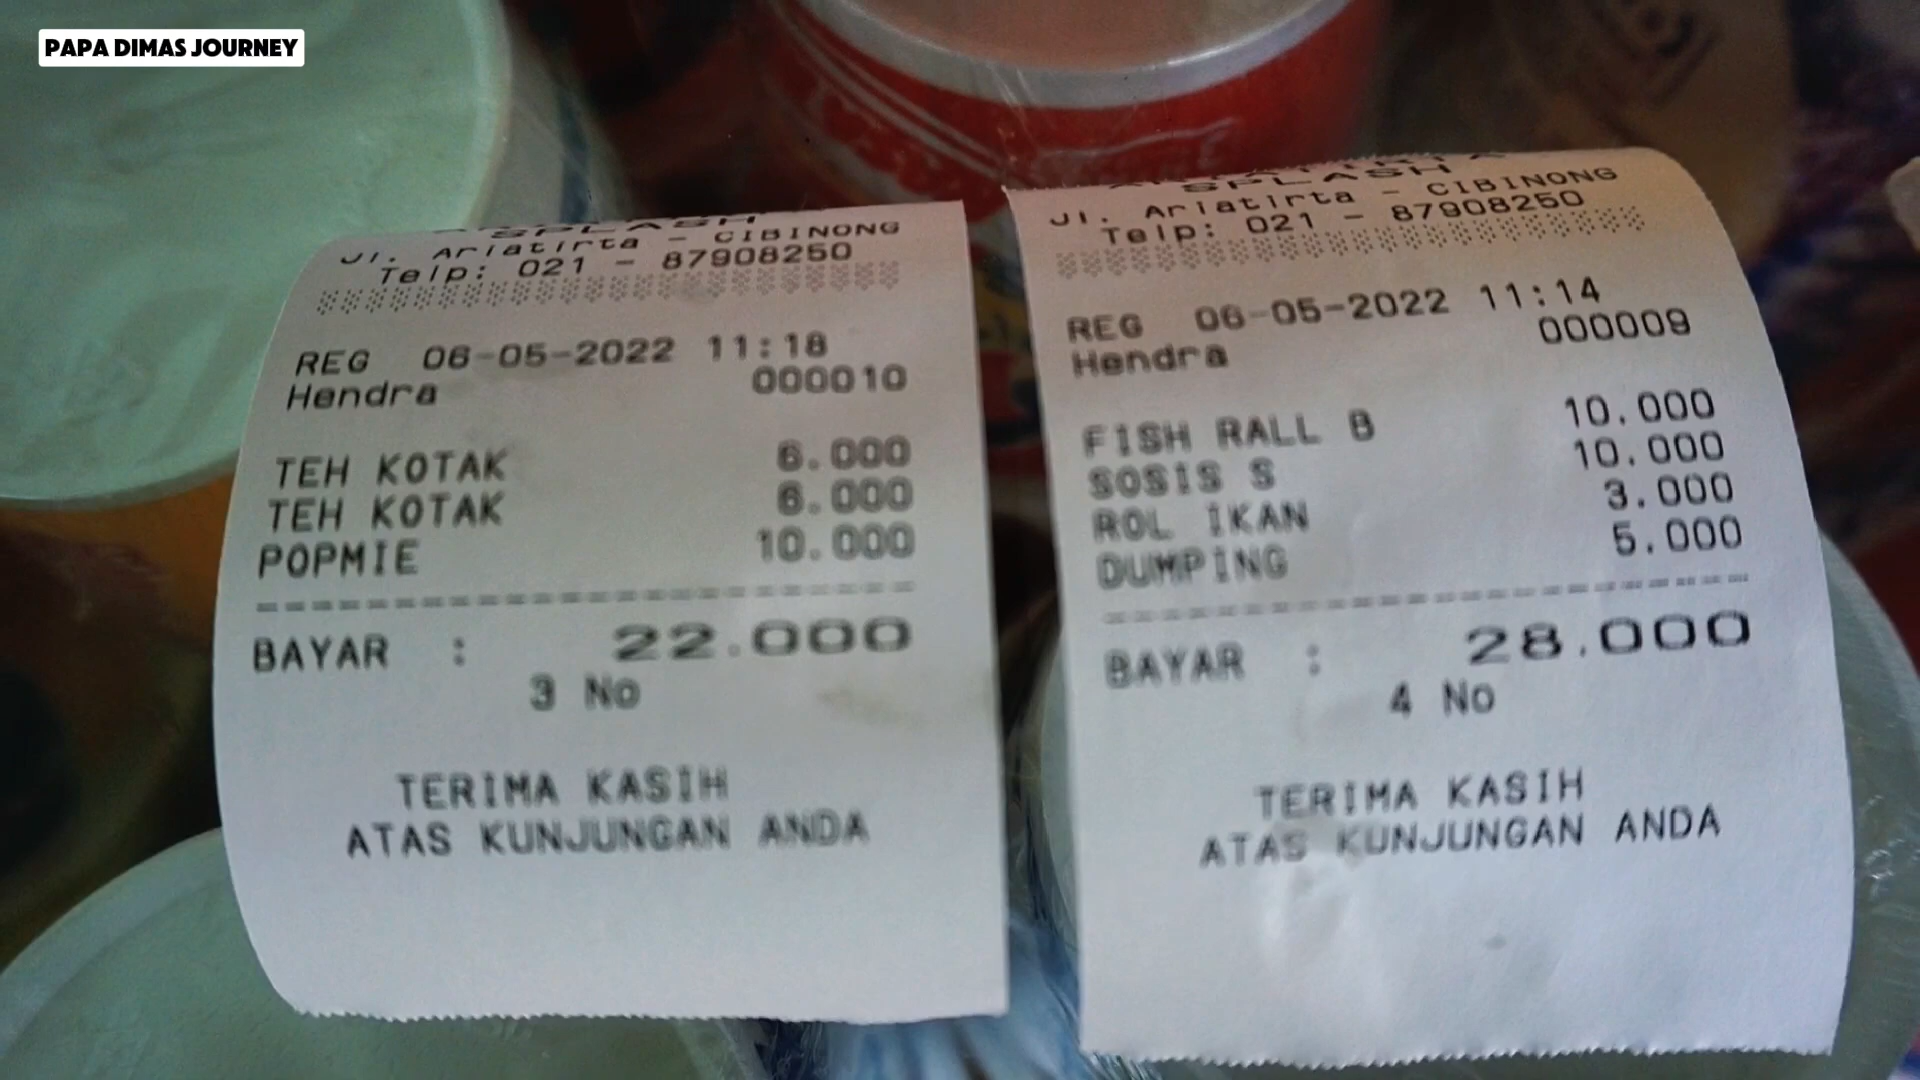 PAPA DIMAS JOURNEY
SPLASH
Jl. Ariatirta - CIBINONG
Telp: 021 - 87908250
REG 06-05-2022 11:18
Hendra 000010
TEH KOTAK 6.000
TEH KOTAK 6.000
POPMIE 10.000
BAYAR : 22.000
3 No
TERIMA KASIH
ATAS KUNJUNGAN ANDA
SPLASH
Jl. Ariatirta - CIBINONG
Telp: 021 - 87908250
REG 06-05-2022 11:14
Hendra 000009
FISH RALL B 10.000
SOSIS S 10.000
ROL IKAN 3.000
DUMPING 5.000
BAYAR : 28.000
4 No
TERIMA KASIH
ATAS KUNJUNGAN ANDA